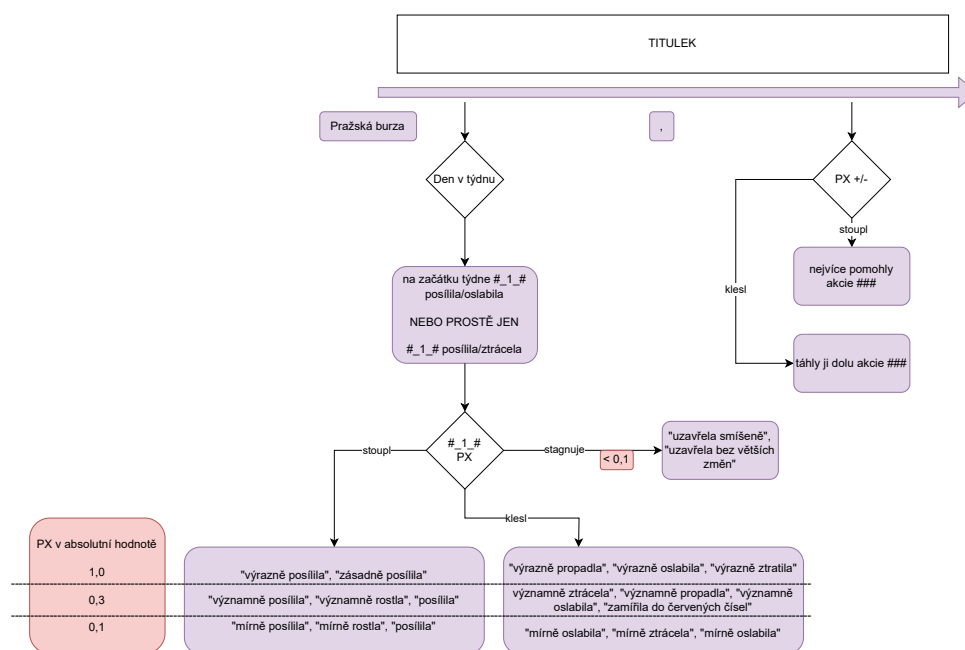 TITULEK
Pražská burza
,
Den v týdnu
PX +/-
stoupl
nejvíce pomohly
akcie ###
klesl
táhly ji dolu akcie ###
na začátku týdne #_1_#
posílila/oslabila
NEBO PROSTĚ JEN
#_1_# posílila/ztrácela
#_1_#
PX
stoupl
stagnuje
< 0,1
"uzavřela smíšeně",
"uzavřela bez větších
změn"
klesl
PX v absolutní hodnotě
1,0
0,3
0,1
"výrazně posílila", "zásadně posílila"
"významně posílila", "významně rostla", "posílila"
"mírně posílila", "mírně rostla", "posílila"
"výrazně propadla", "výrazně oslabila", "výrazně ztratila"
významně ztrácela", "významně propadla", "významně
oslabila", "zamířila do červených čísel"
"mírně oslabila", "mírně ztrácela", "mírně oslabila"